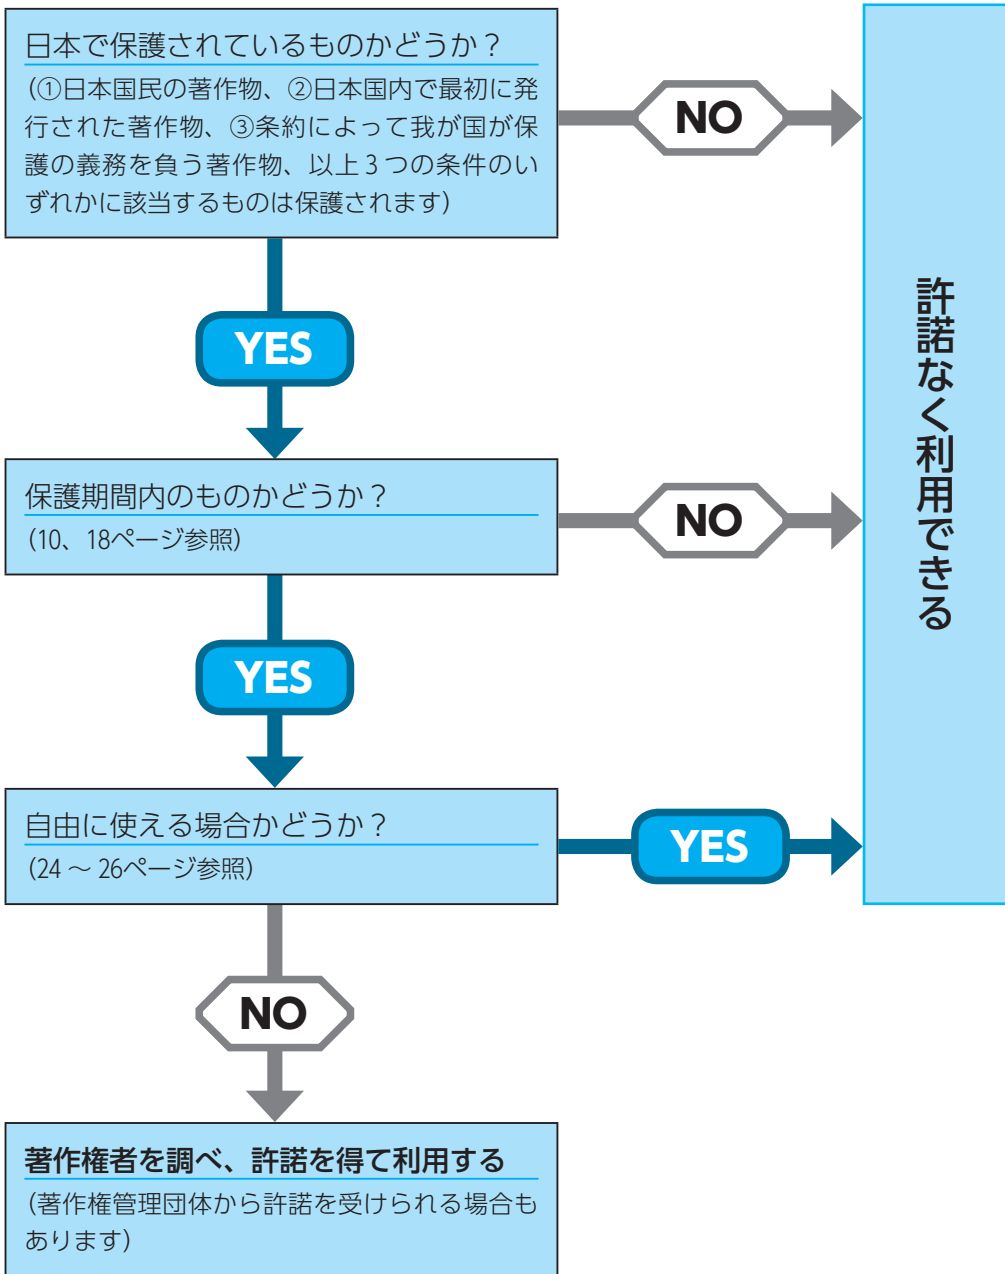 日本で保護されているものかどうか？
（①日本国民の著作物、②日本国内で最初に発
行された著作物、③条約によって我が国が保
護の義務を負う著作物、以上３つの条件のい
ずれかに該当するものは保護されます）
NO
YES
保護期間内のものかどうか？
（10、18ページ参照）
NO
YES
自由に使える場合かどうか？
（24 ～ 26ページ参照）
YES
許諾なく利用できる
NO
著作権者を調べ、許諾を得て利用する
（著作権管理団体から許諾を受けられる場合も
あります）